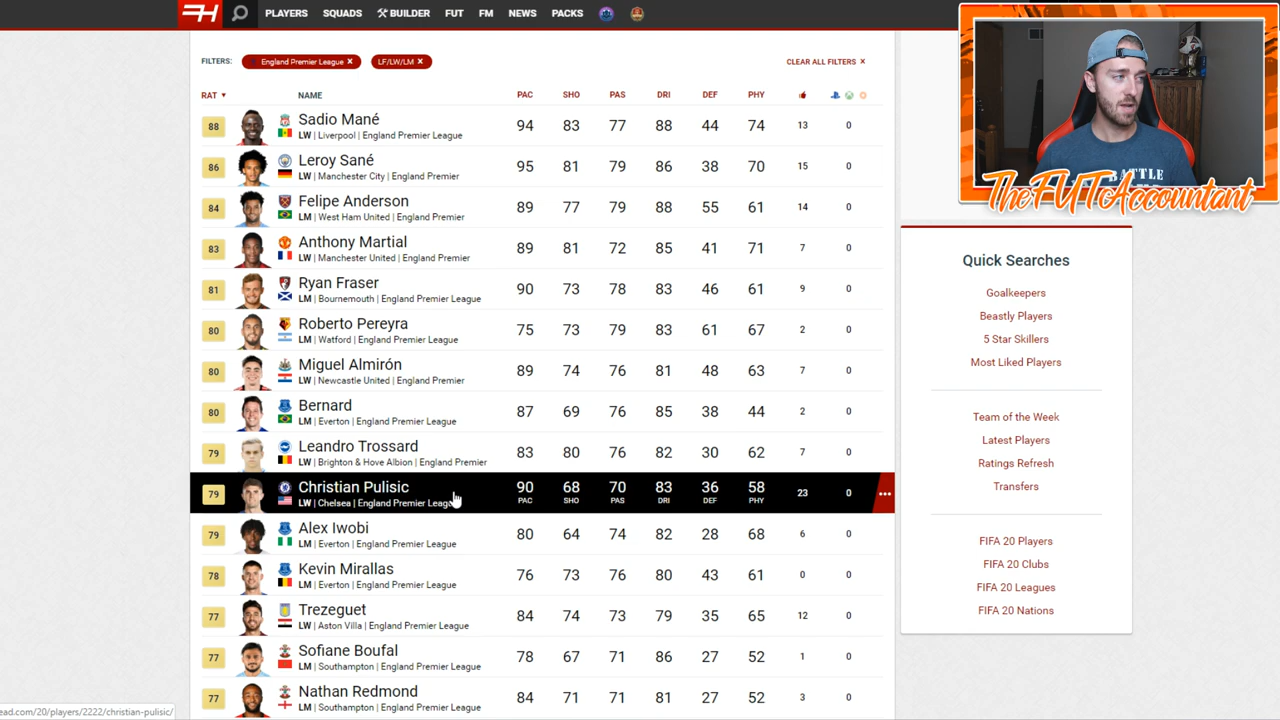 PLAYERS SQUADS BUILDER FUT FM NEWS PACKS
FILTERS: England Premier League × LF/LW/LM × CLEAR ALL FILTERS ×
RAT ▼ NAME PAC SHO PAS DRI DEF PHY
88 Sadio Mané 94 83 77 88 44 74 13 0
LW | Liverpool | England Premier League
86 Leroy Sané 95 81 79 86 38 70 15 0
LW | Manchester City | England Premier
84 Felipe Anderson 89 77 79 88 55 61 14 0
LM | West Ham United | England Premier
83 Anthony Martial 89 81 72 85 41 71 7 0
LW | Manchester United | England Premier
81 Ryan Fraser 90 73 78 83 46 61 9 0
LM | Bournemouth | England Premier League
80 Roberto Pereyra 75 73 79 83 61 67 2 0
LM | Watford | England Premier League
80 Miguel Almirón 89 74 76 81 48 63 7 0
LW | Newcastle United | England Premier
80 Bernard 87 69 76 85 38 44 2 0
LM | Everton | England Premier League
79 Leandro Trossard 83 80 76 82 30 62 7 0
LW | Brighton & Hove Albion | England Premier
79 Christian Pulisic 90 68 70 83 36 58 23 0
LW | Chelsea | England Premier League PAC SHO PAS DRI DEF PHY
79 Alex Iwobi 80 64 74 82 28 68 6 0
LM | Everton | England Premier League
78 Kevin Mirallas 76 73 76 80 43 61 0 0
LM | Everton | England Premier League
77 Trezeguet 84 74 73 79 35 65 12 0
LW | Aston Villa | England Premier League
77 Sofiane Boufal 78 67 71 86 27 52 1 0
LM | Southampton | England Premier League
77 Nathan Redmond 84 71 71 81 27 52 3 0
LM | Southampton | England Premier League
ead.com/20/players/2222/christian-pulisic/
BATTLE
TheFUTAccountant
Quick Searches
Goalkeepers
Beastly Players
5 Star Skillers
Most Liked Players
Team of the Week
Latest Players
Ratings Refresh
Transfers
FIFA 20 Players
FIFA 20 Clubs
FIFA 20 Leagues
FIFA 20 Nations